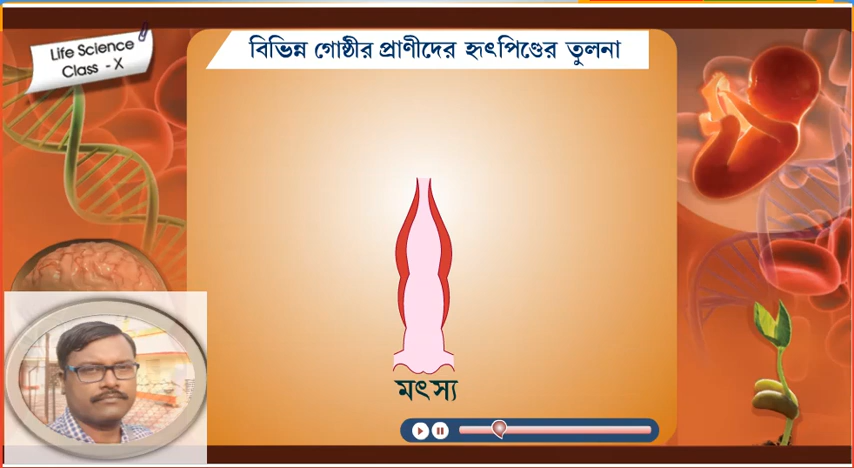 Life Science
Class - X
বিভিন্ন গোষ্ঠীর প্রাণীদের হৃৎপিণ্ডের তুলনা
মৎস্য